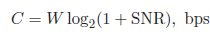 C = W log₂(1 + SNR), bps